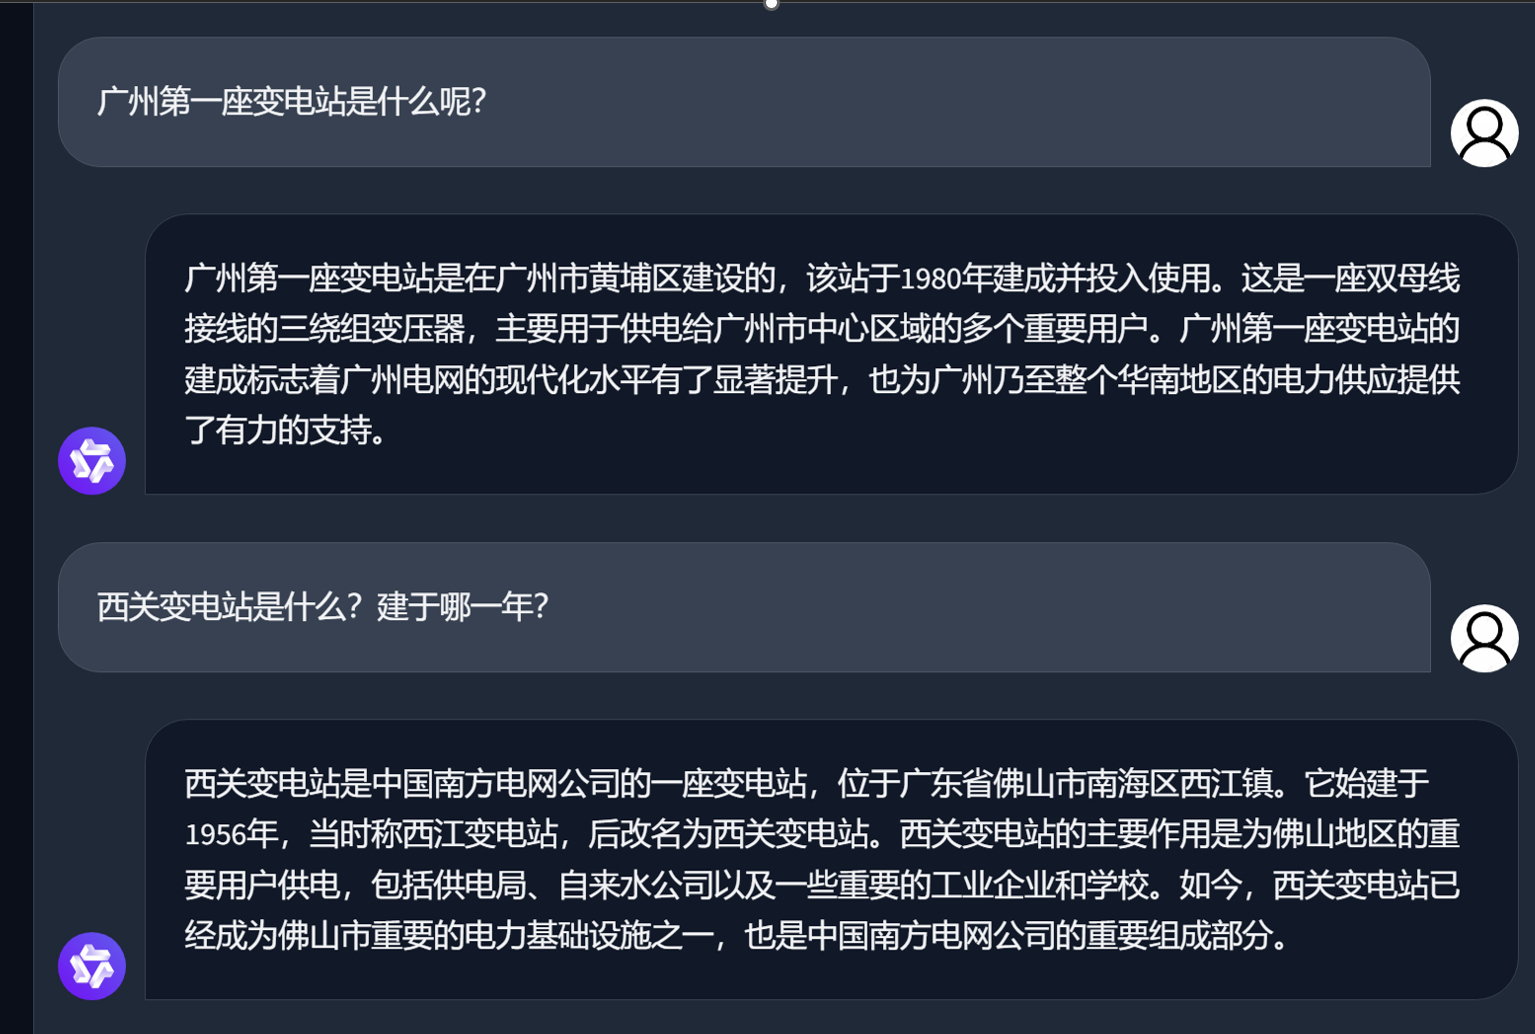 广州第一座变电站是什么呢？
广州第一座变电站是在广州市黄埔区建设的，该站于1980年建成并投入使用。这是一座双母线
接线的三绕组变压器，主要用于供电给广州市中心区域的多个重要用户。广州第一座变电站的
建成标志着广州电网的现代化水平有了显著提升，也为广州乃至整个华南地区的电力供应提供
了有力的支持。
西关变电站是什么？建于哪一年？
西关变电站是中国南方电网公司的一座变电站，位于广东省佛山市南海区西江镇。它始建于
1956年，当时称西江变电站，后改名为西关变电站。西关变电站的主要作用是为佛山地区的重
要用户供电，包括供电局、自来水公司以及一些重要的工业企业和学校。如今，西关变电站已
经成为佛山市重要的电力基础设施之一，也是中国南方电网公司的重要组成部分。